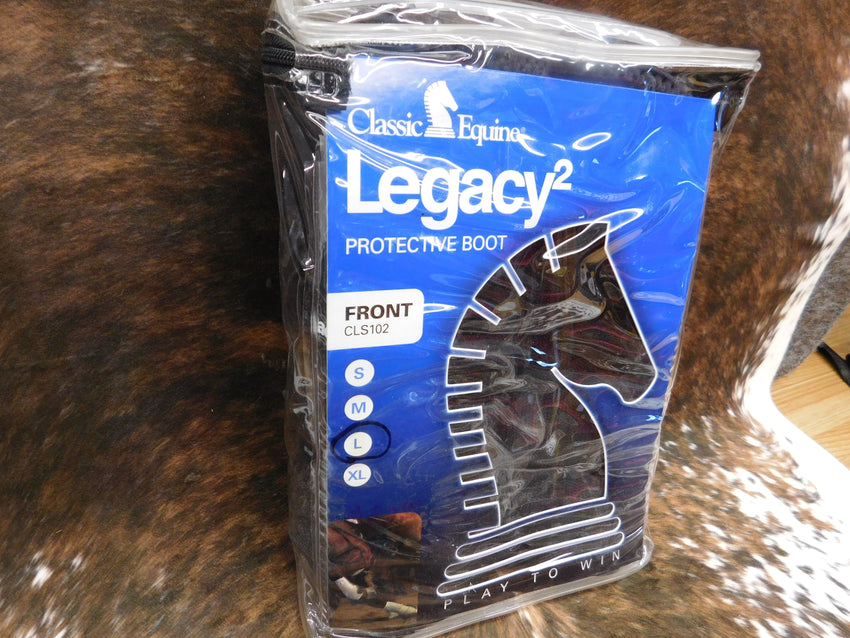 Classic Equine
Legacy²
PROTECTIVE BOOT
FRONT
CLS102
S
M
L
XL
PLAY TO WIN